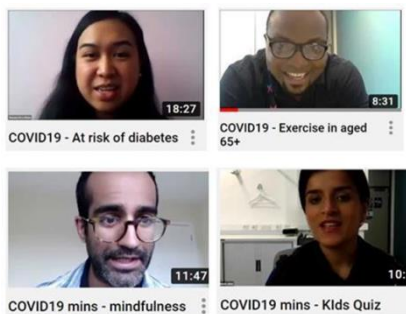 18:27
8:31
COVID19 - At risk of diabetes
COVID19 - Exercise in aged
65+
11:47
10:
COVID19 mins - mindfulness
COVID19 mins - KIds Quiz